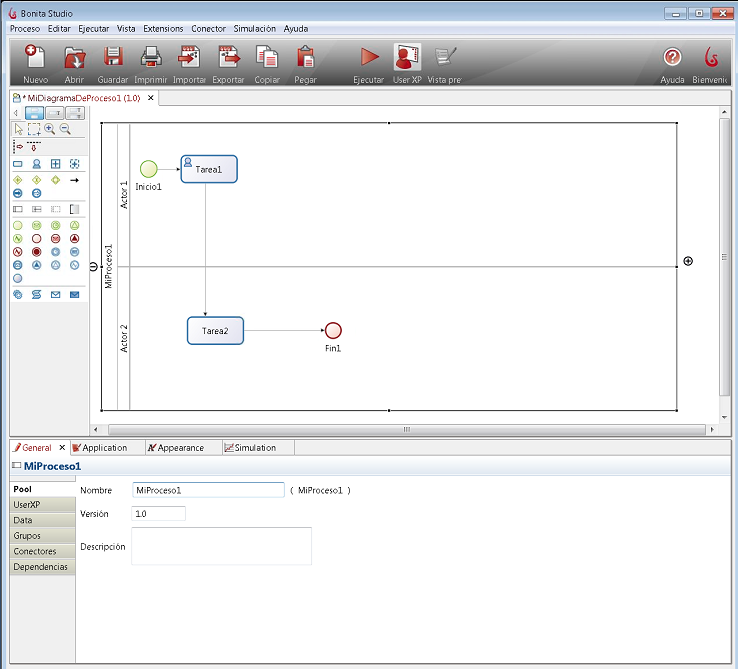 Bonita Studio
Proceso Editar Ejecutar Vista Extensions Conector Simulación Ayuda
Nuevo Abrir Guardar Imprimir Importar Exportar Copiar Pegar Ejecutar User XP Vista pre Ayuda Bienveni
* MiDiagramaDeProceso1 (1.0)
MiProceso1
Actor 1
Inicio1
Tarea1
Actor 2
Tarea2
Fin1
General Application Appearance Simulation
MiProceso1
Pool
UserXP
Data
Grupos
Conectores
Dependencias
Nombre MiProceso1 ( MiProceso1 )
Versión 1.0
Descripción